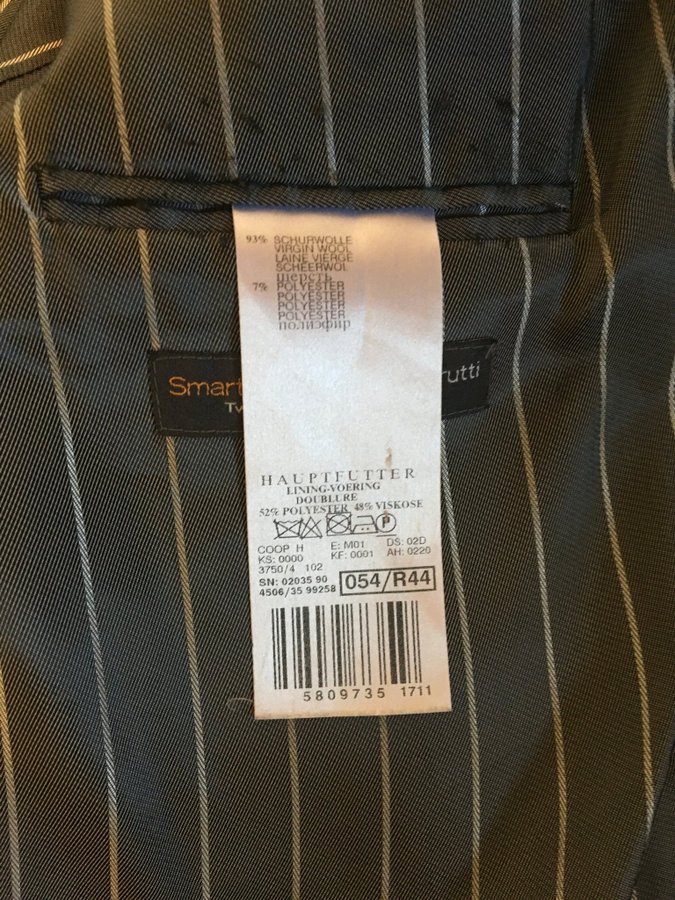 93% SCHURWOLLE
VIRGIN WOOL
LAINE VIERGE
SCHEERWOL
шерсть
7% POLYESTER
POLYESTER
POLYESTER
POLYESTER
полиэфир
Smart
rutti
Tw
HAUPTFUTTER
LINING-VOERING
DOUBLURE
52% POLYESTER 48% VISKOSE
P
COOP H E: M01 DS: 02D
KS: 0000 KF: 0001 AH: 0220
3750/4 102
SN: 02035 90
4506/35 99258 054/R44
5809735 1711